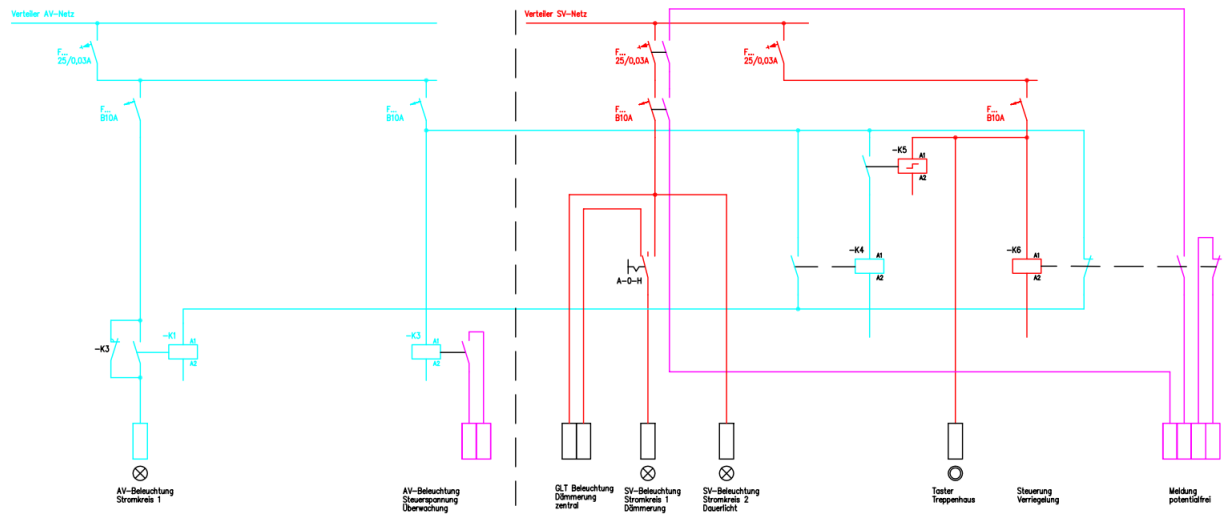 Verteiler AV-Netz
Verteiler SV-Netz
F...
25/0,03A
F...
25/0,03A
F...
25/0,03A
F...
B10A
F...
B10A
F...
B10A
F...
B10A
-K5
A1
A2
-K4
A1
A2
-K6
A1
A2
A-0-H
-K3
-K1
A1
A2
-K3
A1
A2
AV-Beleuchtung
Stromkreis 1
AV-Beleuchtung
Steuerspannung
Überwachung
GLT Beleuchtung
Dämmerung
zentral
SV-Beleuchtung
Stromkreis 1
Dämmerung
SV-Beleuchtung
Stromkreis 2
Dauerlicht
Taster
Treppenhaus
Steuerung
Verriegelung
Meldung
potentialfrei